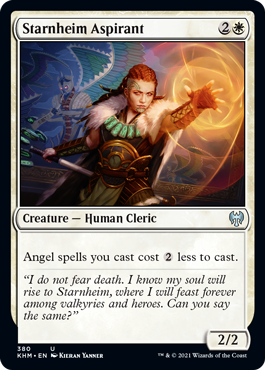 Starnheim Aspirant 2
Creature — Human Cleric
Angel spells you cast cost 2 less to cast.
“I do not fear death. I know my soul will
rise to Starnheim, where I will feast forever
among valkyries and heroes. Can you say
the same?”
2/2
380 U
KHM • EN KIERAN YANNER
™ & © 2021 Wizards of the Coast